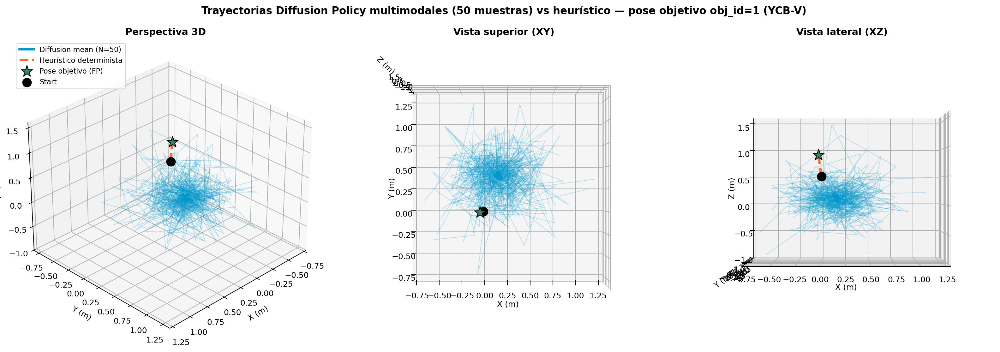 Trayectorias Diffusion Policy multimodales (50 muestras) vs heurístico — pose objetivo obj_id=1 (YCB-V)
Perspectiva 3D
Diffusion mean (N=50)
Heurístico determinista
Pose objetivo (FP)
Start
1.5
1.0
0.5
0.0
−0.5
−1.0
−0.75
−0.50
−0.25
0.00
0.25
0.50
0.75
1.00
1.25
Y (m)
−0.75
−0.50
−0.25
0.00
0.25
0.50
0.75
1.00
1.25
X (m)
Vista superior (XY)
Z (m)
1.25
1.00
0.75
0.50
0.25
0.00
−0.25
−0.50
−0.75
Y (m)
−0.75 −0.50 −0.25 0.00 0.25 0.50 0.75 1.00 1.25
X (m)
Vista lateral (XZ)
1.5
1.0
0.5
0.0
−0.5
−1.0
Z (m)
−0.50 −0.25 0.00 0.25 0.50 0.75 1.00 1.25
X (m)